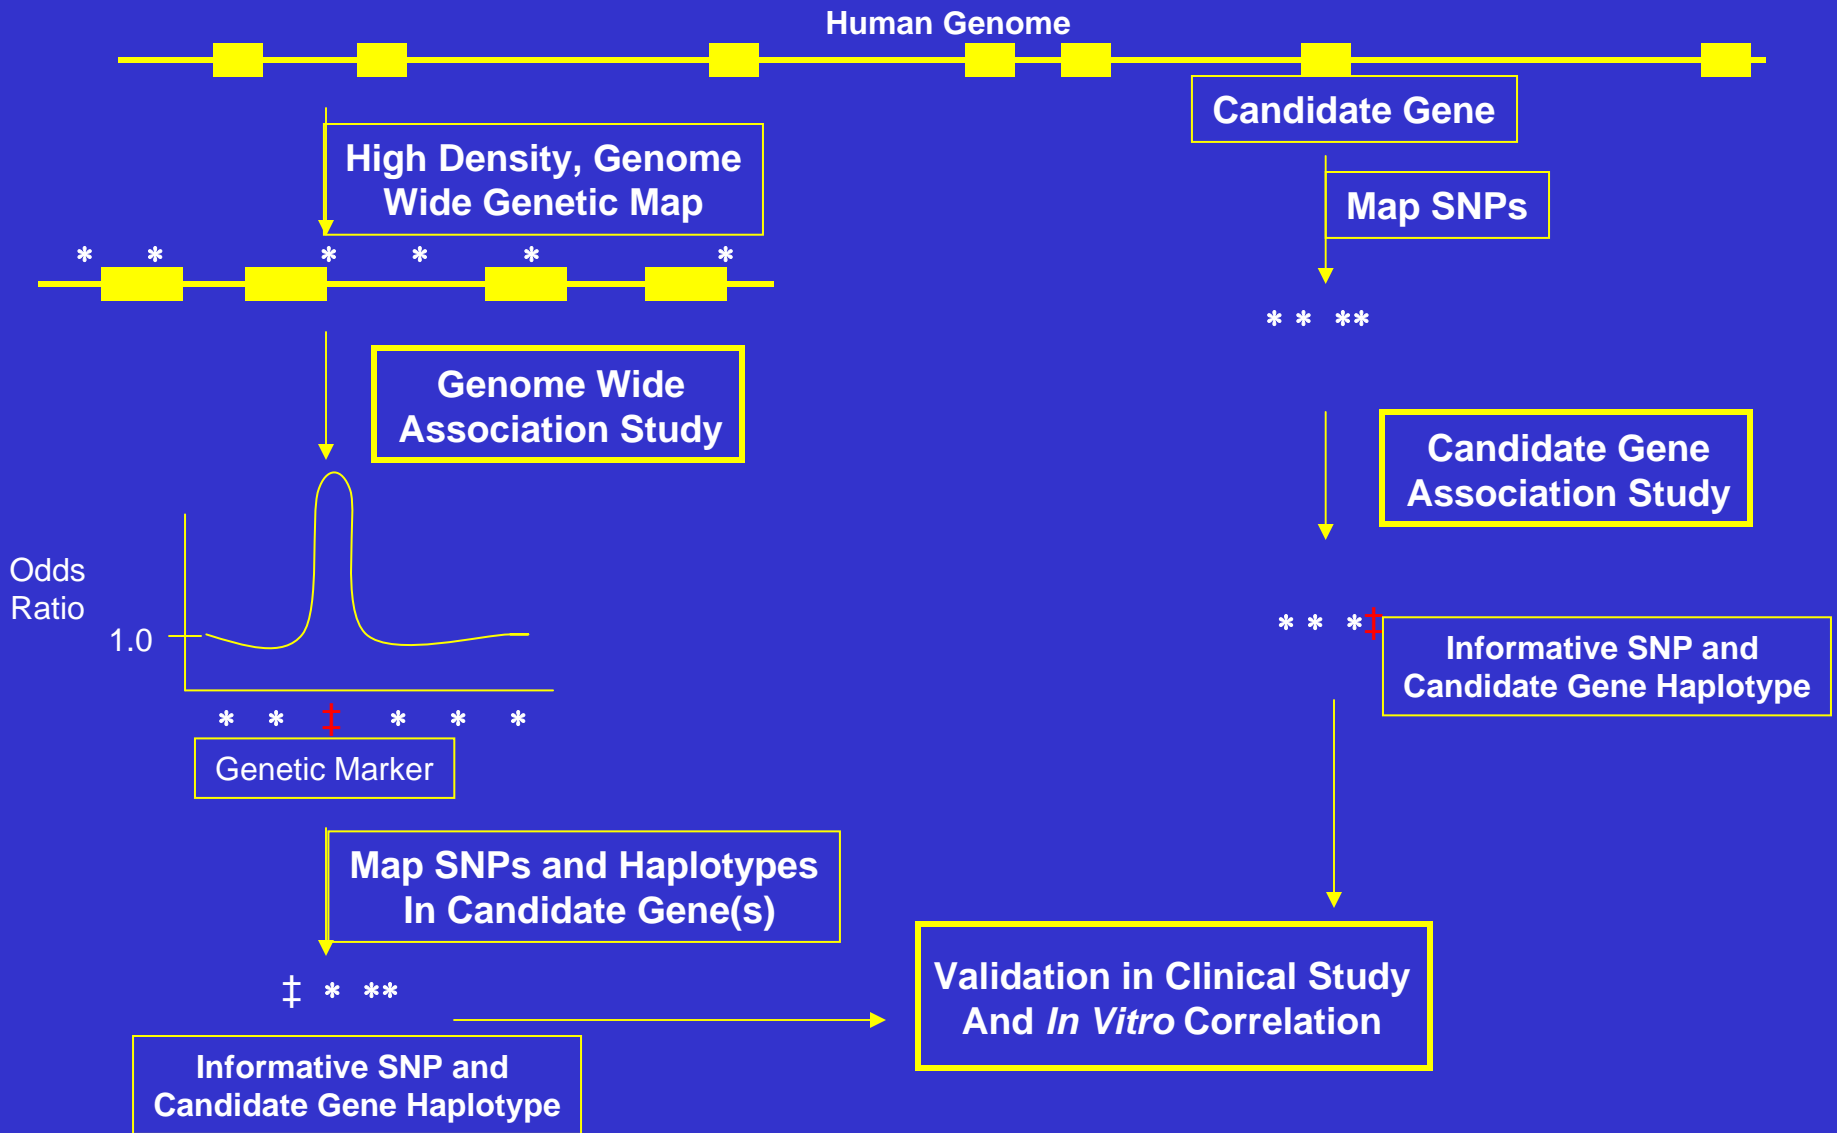 Human Genome
Candidate Gene
High Density, Genome
Wide Genetic Map
Map SNPs
* * * * * *
* * **
Genome Wide
Association Study
Candidate Gene
Association Study
Odds
Ratio
1.0
* * *‡
Informative SNP and
Candidate Gene Haplotype
* * ‡ * * *
Genetic Marker
Map SNPs and Haplotypes
In Candidate Gene(s)
‡ * **
Validation in Clinical Study
And In Vitro Correlation
Informative SNP and
Candidate Gene Haplotype